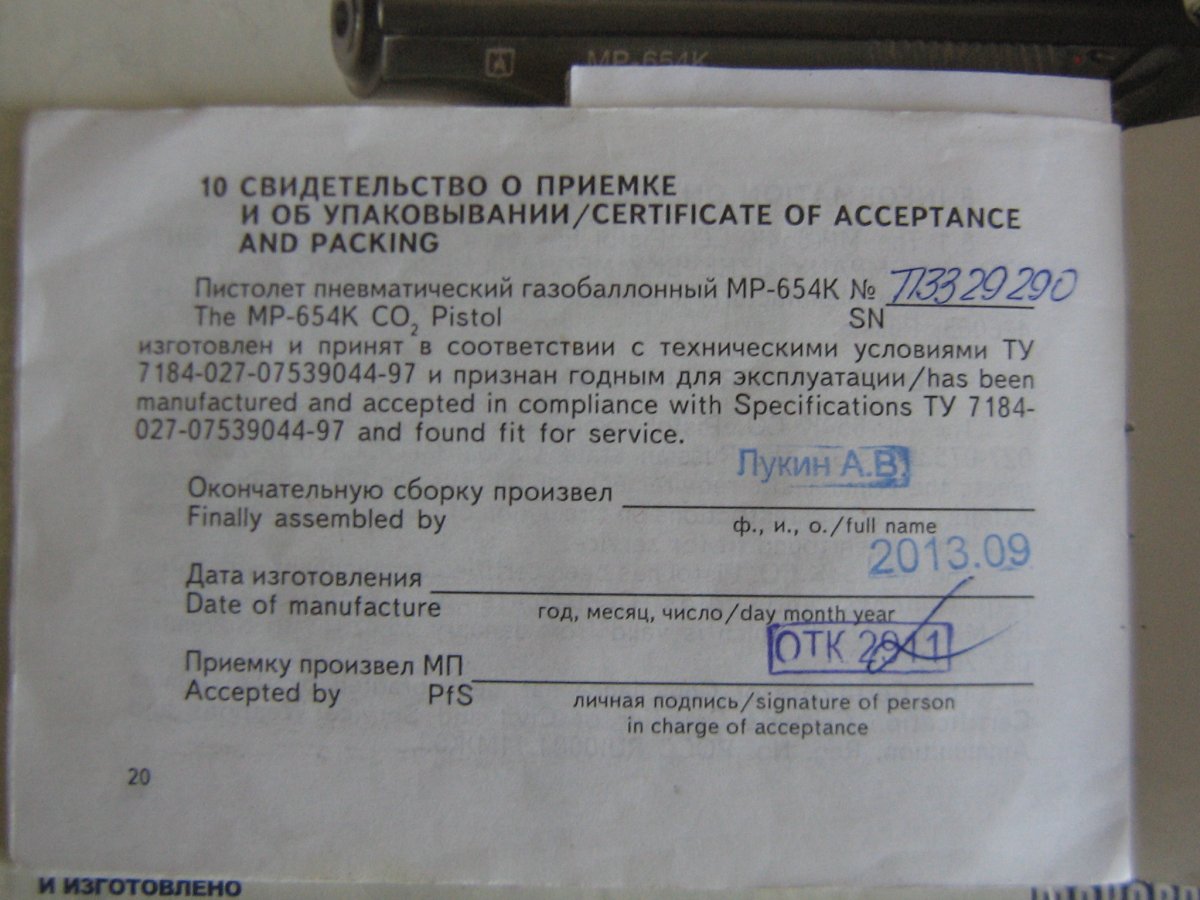 МР-654К
10 СВИДЕТЕЛЬСТВО О ПРИЕМКЕ
И ОБ УПАКОВЫВАНИИ/CERTIFICATE OF ACCEPTANCE
AND PACKING
Пистолет пневматический газобаллонный МР-654К № Т13329290
The MP-654K CO2 Pistol SN
изготовлен и принят в соответствии с техническими условиями ТУ
7184-027-07539044-97 и признан годным для эксплуатации/has been
manufactured and accepted in compliance with Specifications ТУ 7184-
027-07539044-97 and found fit for service.
Лукин А.В.
Окончательную сборку произвел
Finally assembled by ф., и., о./full name
2013.09
Дата изготовления
Date of manufacture год, месяц, число/day month year
ОТК 2911
Приемку произвел МП
Accepted by PfS личная подпись/signature of person
in charge of acceptance
20
И ИЗГОТОВЛЕНО